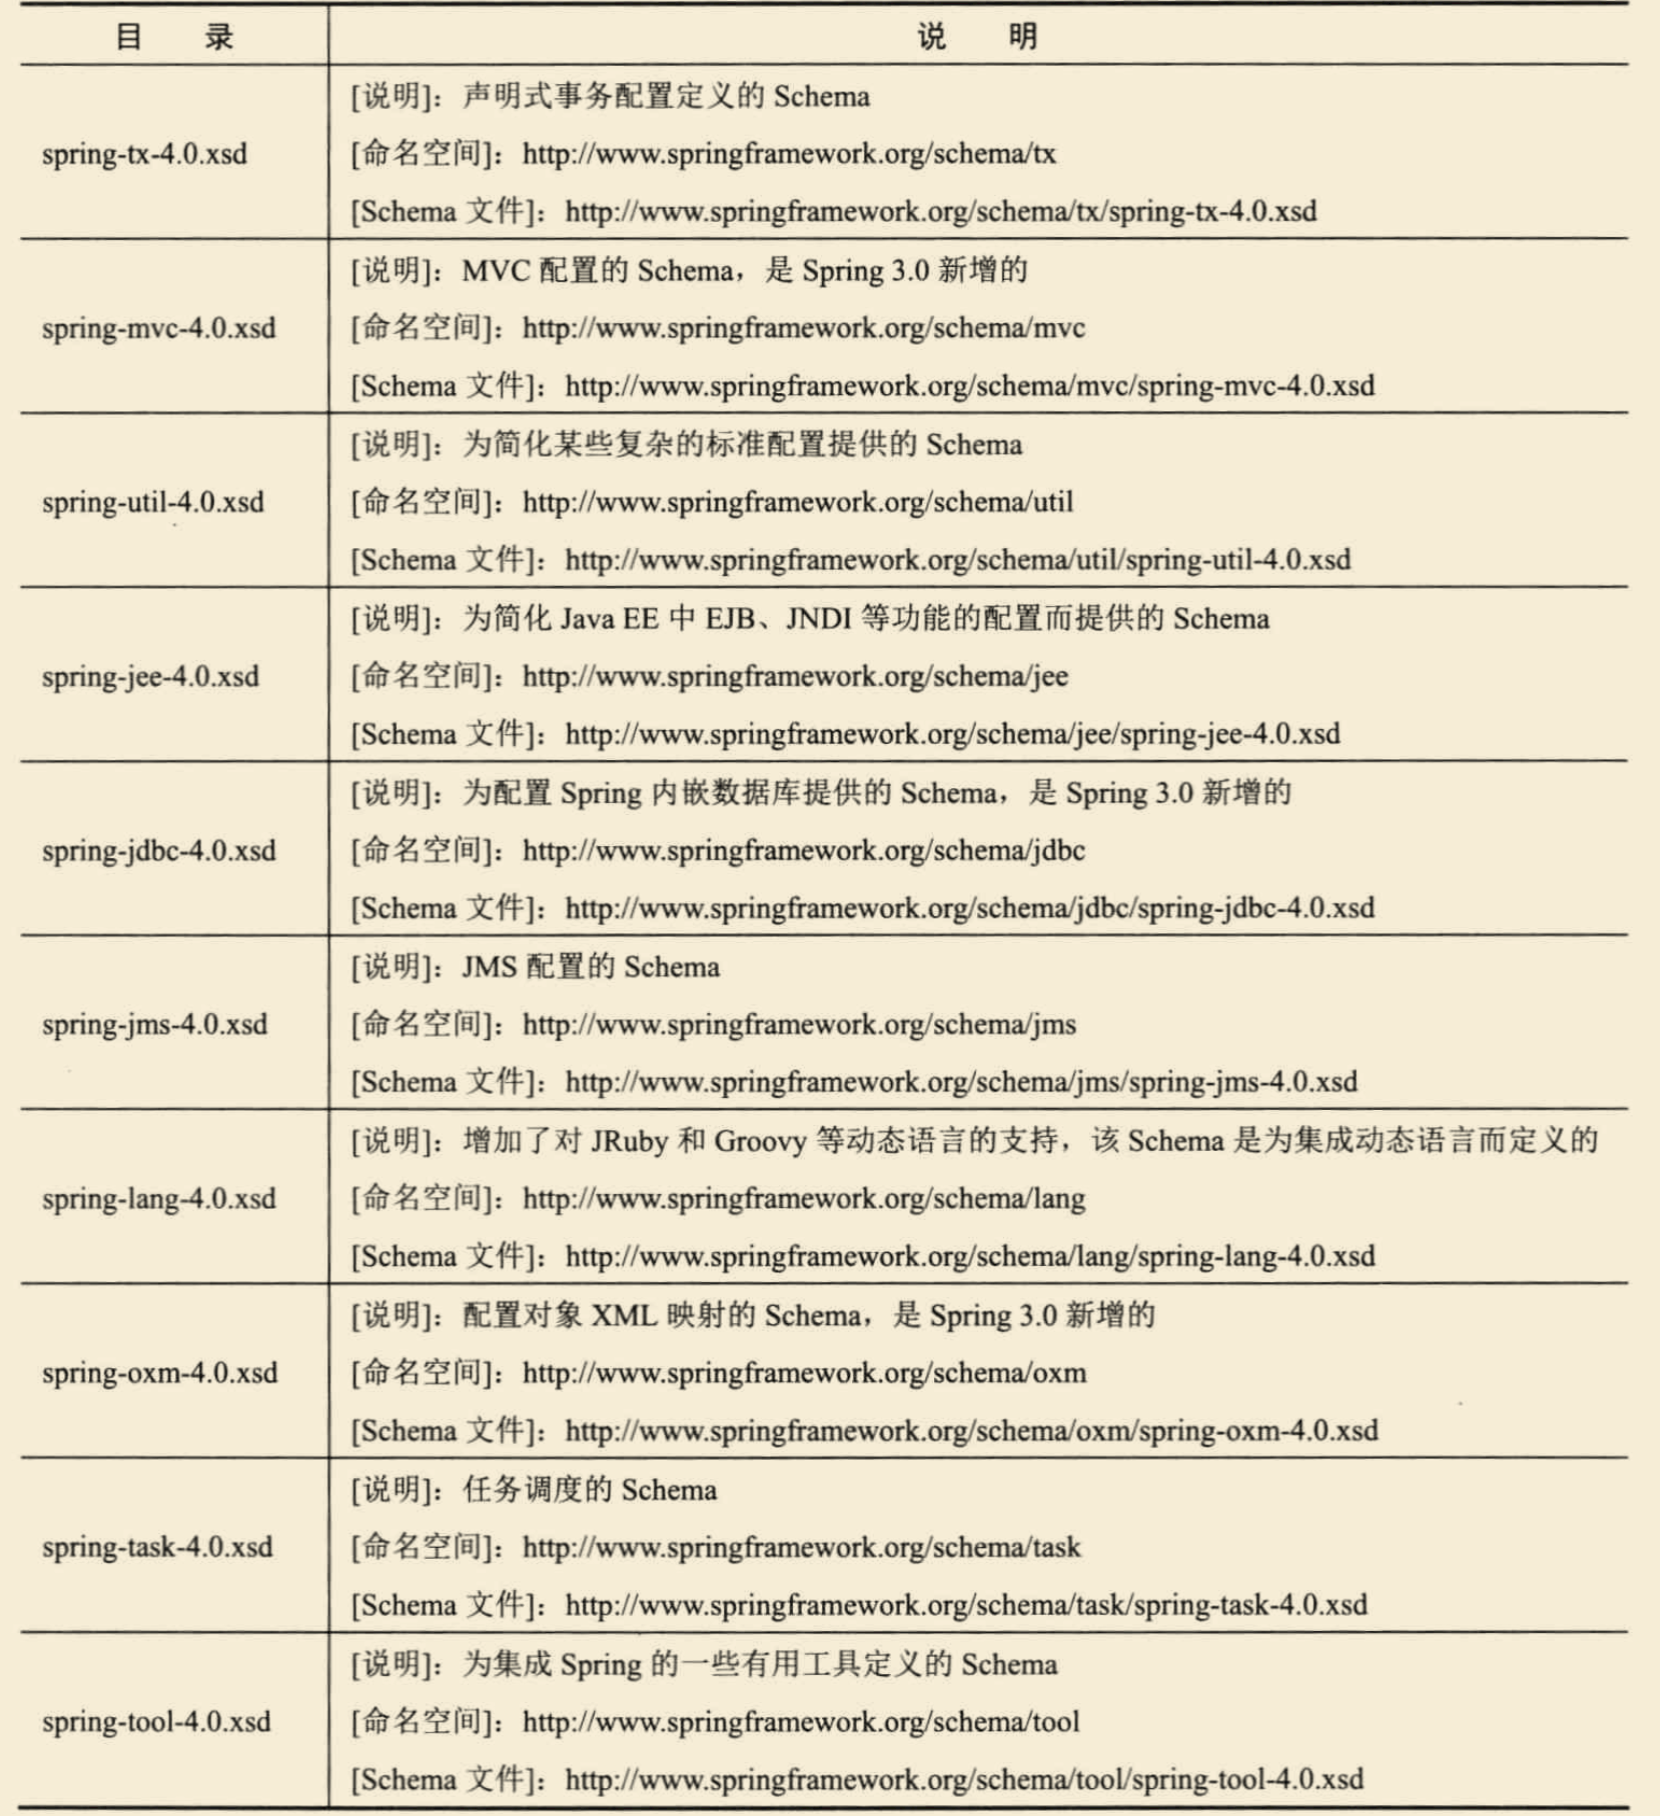 目 录 说 明
[说明]：声明式事务配置定义的 Schema
spring-tx-4.0.xsd [命名空间]：http://www.springframework.org/schema/tx
[Schema 文件]：http://www.springframework.org/schema/tx/spring-tx-4.0.xsd
[说明]：MVC 配置的 Schema，是 Spring 3.0 新增的
spring-mvc-4.0.xsd [命名空间]：http://www.springframework.org/schema/mvc
[Schema 文件]：http://www.springframework.org/schema/mvc/spring-mvc-4.0.xsd
[说明]：为简化某些复杂的标准配置提供的 Schema
spring-util-4.0.xsd [命名空间]：http://www.springframework.org/schema/util
[Schema 文件]：http://www.springframework.org/schema/util/spring-util-4.0.xsd
[说明]：为简化 Java EE 中 EJB、JNDI 等功能的配置而提供的 Schema
spring-jee-4.0.xsd [命名空间]：http://www.springframework.org/schema/jee
[Schema 文件]：http://www.springframework.org/schema/jee/spring-jee-4.0.xsd
[说明]：为配置 Spring 内嵌数据库提供的 Schema，是 Spring 3.0 新增的
spring-jdbc-4.0.xsd [命名空间]：http://www.springframework.org/schema/jdbc
[Schema 文件]：http://www.springframework.org/schema/jdbc/spring-jdbc-4.0.xsd
[说明]：JMS 配置的 Schema
spring-jms-4.0.xsd [命名空间]：http://www.springframework.org/schema/jms
[Schema 文件]：http://www.springframework.org/schema/jms/spring-jms-4.0.xsd
[说明]：增加了对 JRuby 和 Groovy 等动态语言的支持，该 Schema 是为集成动态语言而定义的
spring-lang-4.0.xsd [命名空间]：http://www.springframework.org/schema/lang
[Schema 文件]：http://www.springframework.org/schema/lang/spring-lang-4.0.xsd
[说明]：配置对象 XML 映射的 Schema，是 Spring 3.0 新增的
spring-oxm-4.0.xsd [命名空间]：http://www.springframework.org/schema/oxm
[Schema 文件]：http://www.springframework.org/schema/oxm/spring-oxm-4.0.xsd
[说明]：任务调度的 Schema
spring-task-4.0.xsd [命名空间]：http://www.springframework.org/schema/task
[Schema 文件]：http://www.springframework.org/schema/task/spring-task-4.0.xsd
[说明]：为集成 Spring 的一些有用工具定义的 Schema
spring-tool-4.0.xsd [命名空间]：http://www.springframework.org/schema/tool
[Schema 文件]：http://www.springframework.org/schema/tool/spring-tool-4.0.xsd